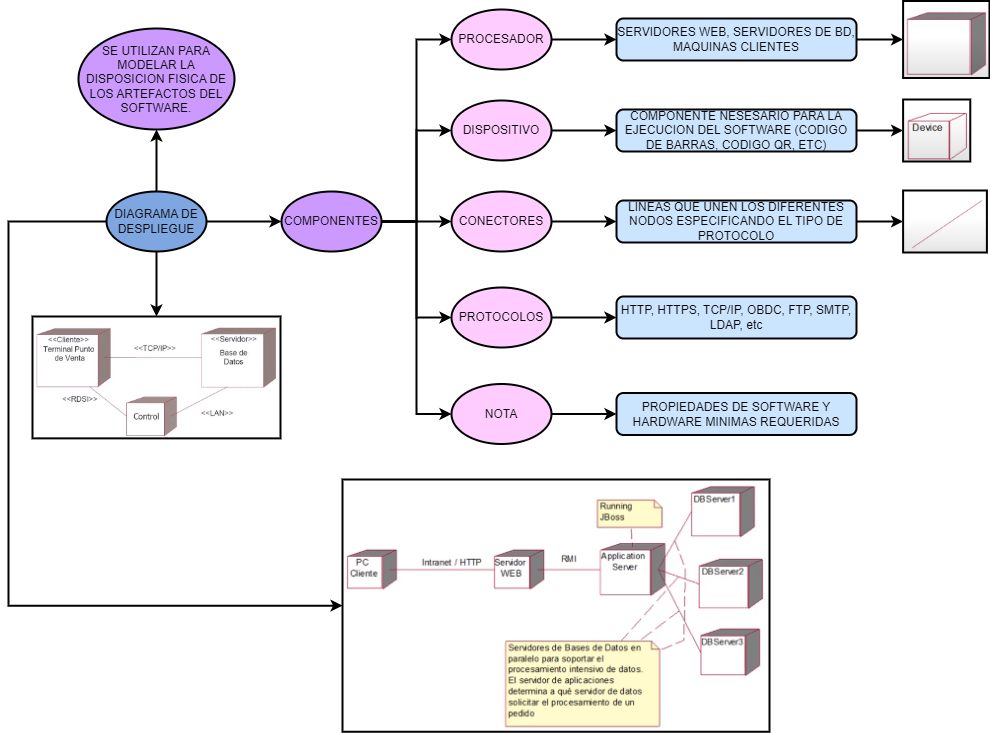 SE UTILIZAN PARA
MODELAR LA
DISPOSICION FISICA DE
LOS ARTEFACTOS DEL
SOFTWARE.
DIAGRAMA DE
DESPLIEGUE
COMPONENTES
PROCESADOR
SERVIDORES WEB, SERVIDORES DE BD,
MAQUINAS CLIENTES
DISPOSITIVO
COMPONENTE NESESARIO PARA LA
EJECUCION DEL SOFTWARE (CODIGO
DE BARRAS, CODIGO QR, ETC)
Device
CONECTORES
LINEAS QUE UNEN LOS DIFERENTES
NODOS ESPECIFICANDO EL TIPO DE
PROTOCOLO
PROTOCOLOS
HTTP, HTTPS, TCP/IP, OBDC, FTP, SMTP,
LDAP, etc
NOTA
PROPIEDADES DE SOFTWARE Y
HARDWARE MINIMAS REQUERIDAS
<<Cliente>>
Terminal Punto
de Venta
<<TCP/IP>>
<<Servidor>>
Base de
Datos
<<RDSI>>
Control
<<LAN>>
PC
Cliente
Intranet / HTTP
Servidor
WEB
RMI
Running
JBoss
Application
Server
DBServer1
DBServer2
DBServer3
Servidores de Bases de Datos en
paralelo para soportar el
procesamiento intensivo de datos.
El servidor de aplicaciones
determina a qué servidor de datos
solicitar el procesamiento de un
pedido